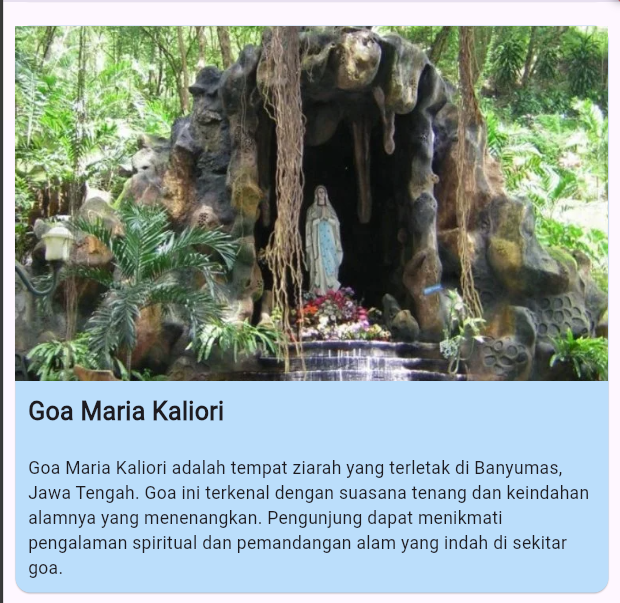 Goa Maria Kaliori
Goa Maria Kaliori adalah tempat ziarah yang terletak di Banyumas,
Jawa Tengah. Goa ini terkenal dengan suasana tenang dan keindahan
alamnya yang menenangkan. Pengunjung dapat menikmati
pengalaman spiritual dan pemandangan alam yang indah di sekitar
goa.